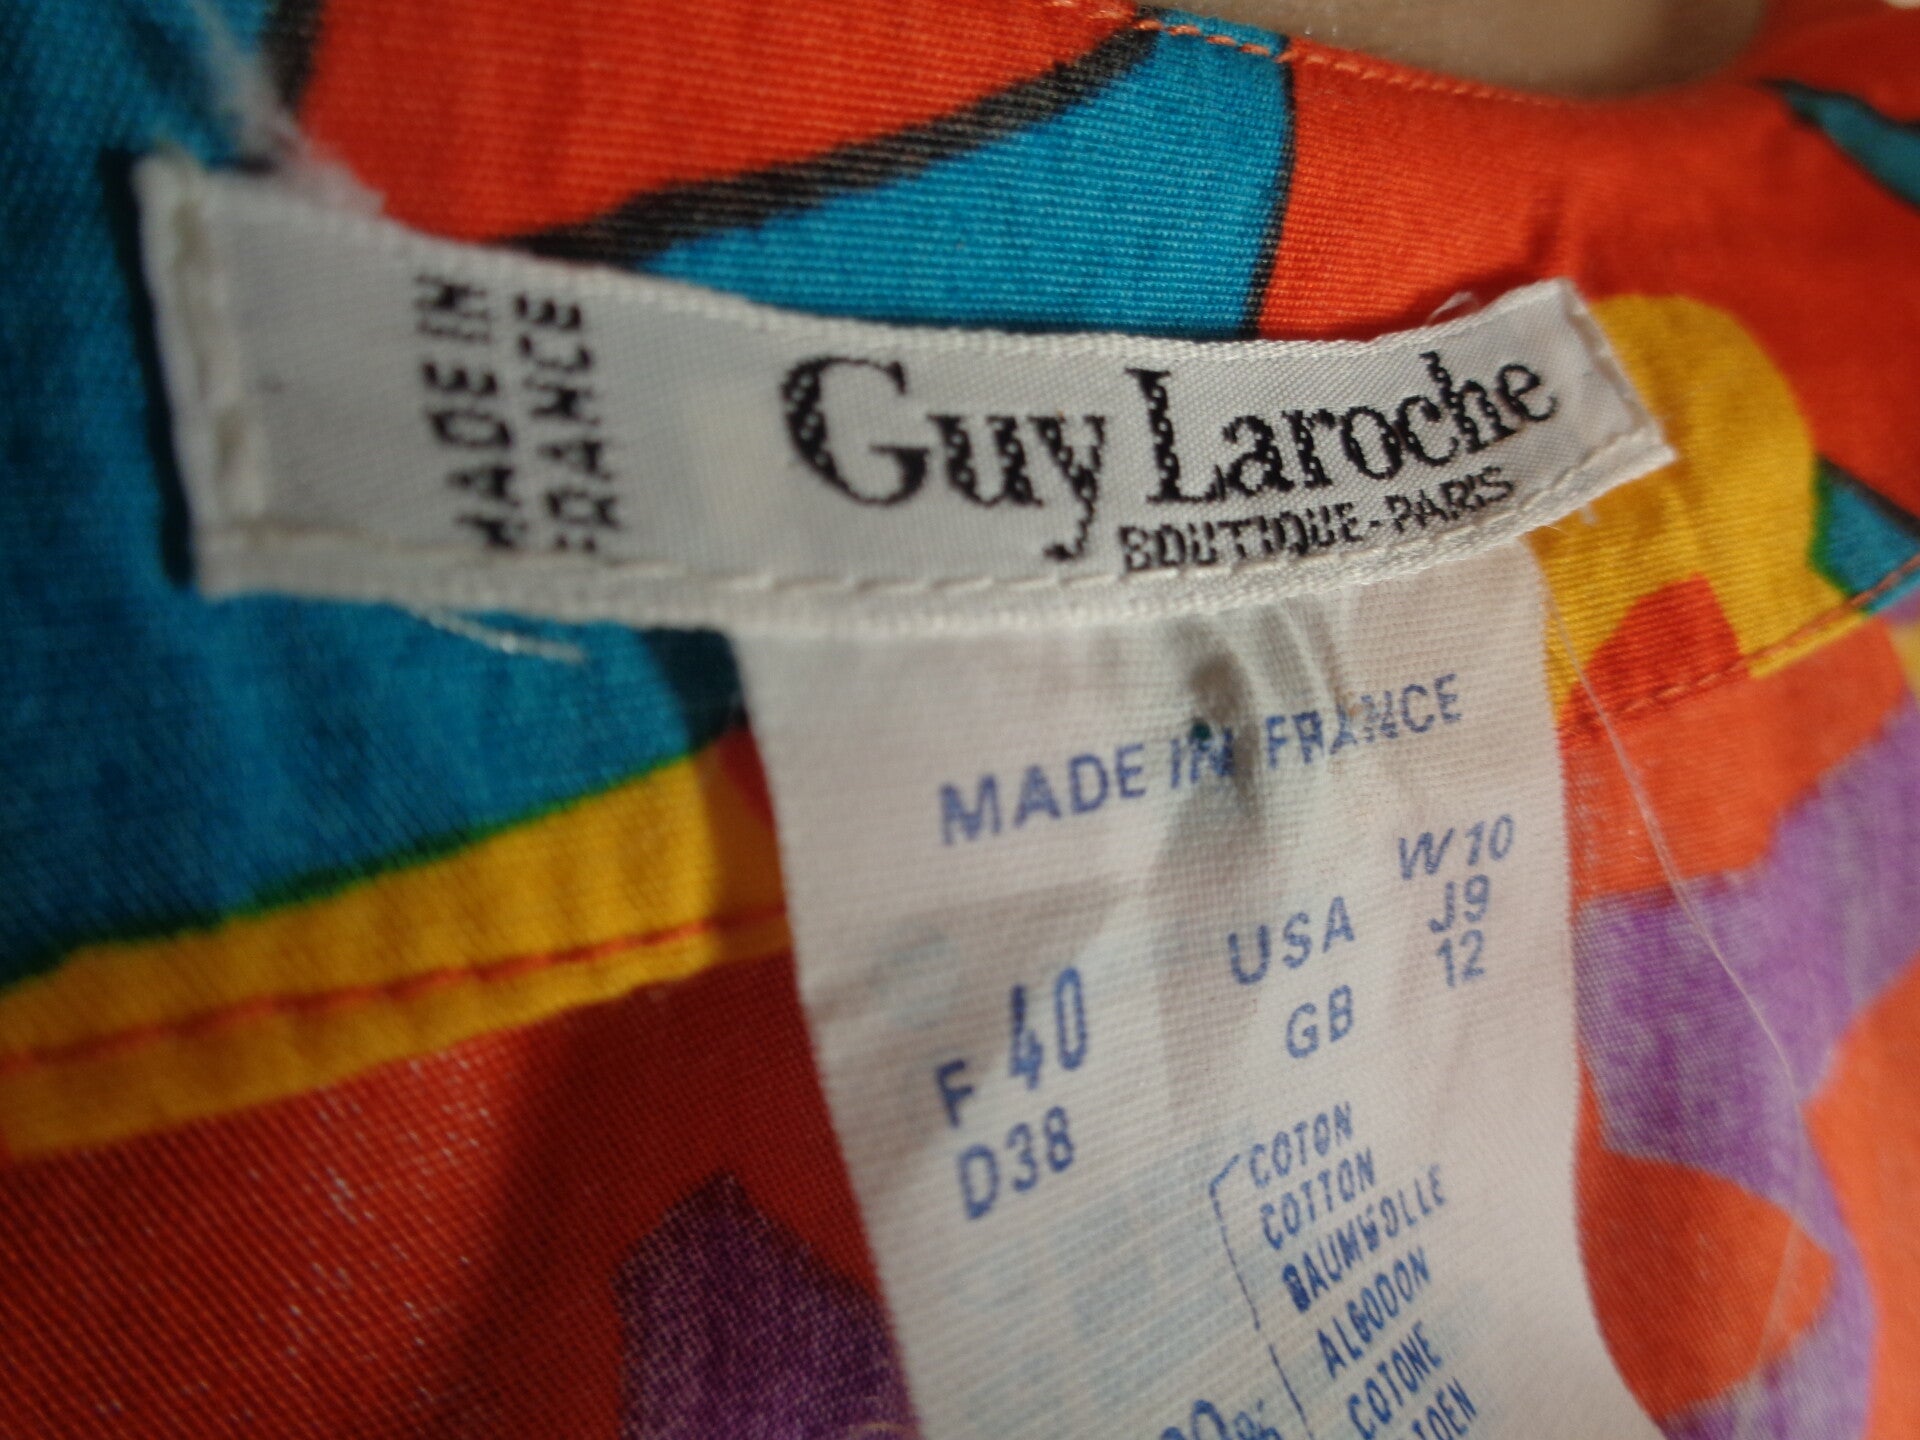 MADE IN
FRANCE
Guy Laroche
BOUTIQUE-PARIS
MADE IN FRANCE
W 10
USA J9
GB 12
F 40
D38
COTON
COTTON
BAUMWOLLE
ALGODON
COTONE